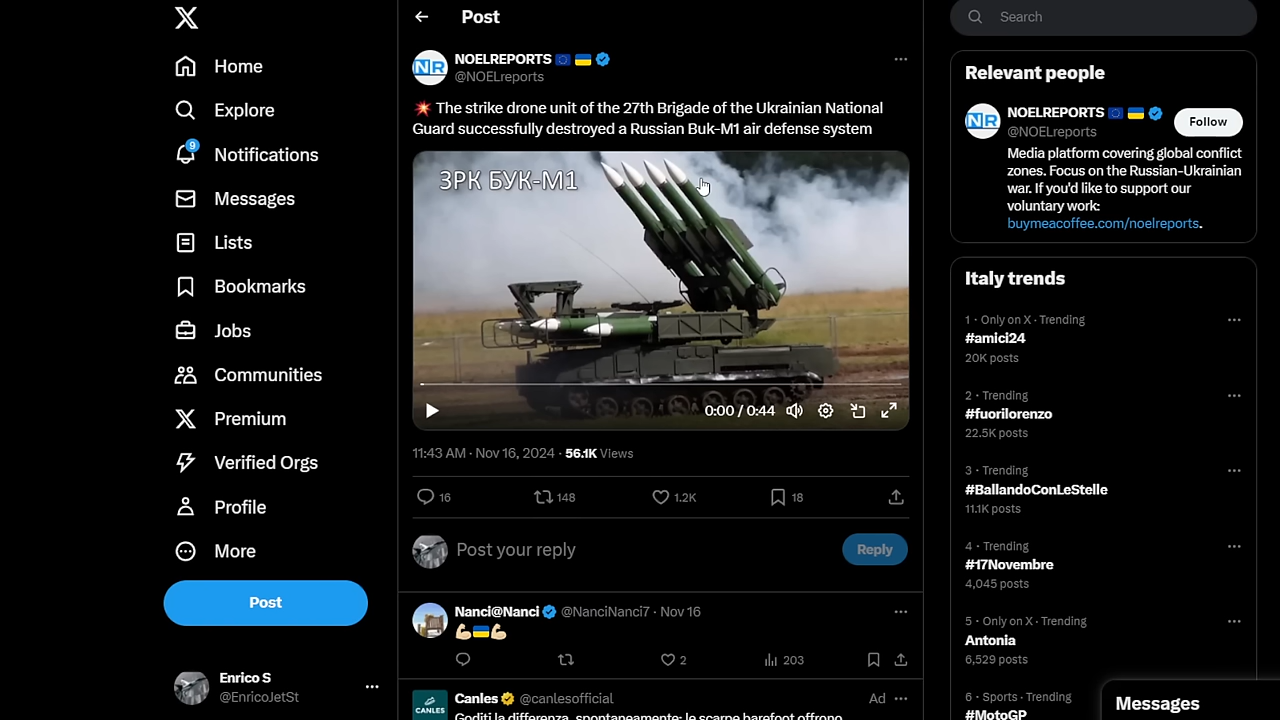 Home
Explore
9
Notifications
Messages
Lists
Bookmarks
Jobs
Communities
Premium
Verified Orgs
Profile
More
Post
Enrico S
@EnricoJetSt
Post
NR
NOELREPORTS
@NOELreports
The strike drone unit of the 27th Brigade of the Ukrainian National
Guard successfully destroyed a Russian Buk-M1 air defense system
ЗРК БУК-М1
0:00 / 0:44
11:43 AM · Nov 16, 2024 · 56.1K Views
16 148 1.2K 18
Post your reply
Reply
Nanci@Nanci @NanciNanci7 · Nov 16
2 203
CANLES
Canles @canlesofficial Ad
Goditi la differenza, spontaneamente: le scarpe barefoot offrono
Search
Relevant people
NR
NOELREPORTS
@NOELreports
Follow
Media platform covering global conflict
zones. Focus on the Russian-Ukrainian
war. If you'd like to support our
voluntary work:
buymeacoffee.com/noelreports.
Italy trends
1 · Only on X · Trending
#amici24
20K posts
2 · Trending
#fuorilorenzo
22.5K posts
3 · Trending
#BallandoConLeStelle
11.1K posts
4 · Trending
#17Novembre
4,045 posts
5 · Only on X · Trending
Antonia
6,529 posts
6 · Sports · Trending
#MotoGP
Messages